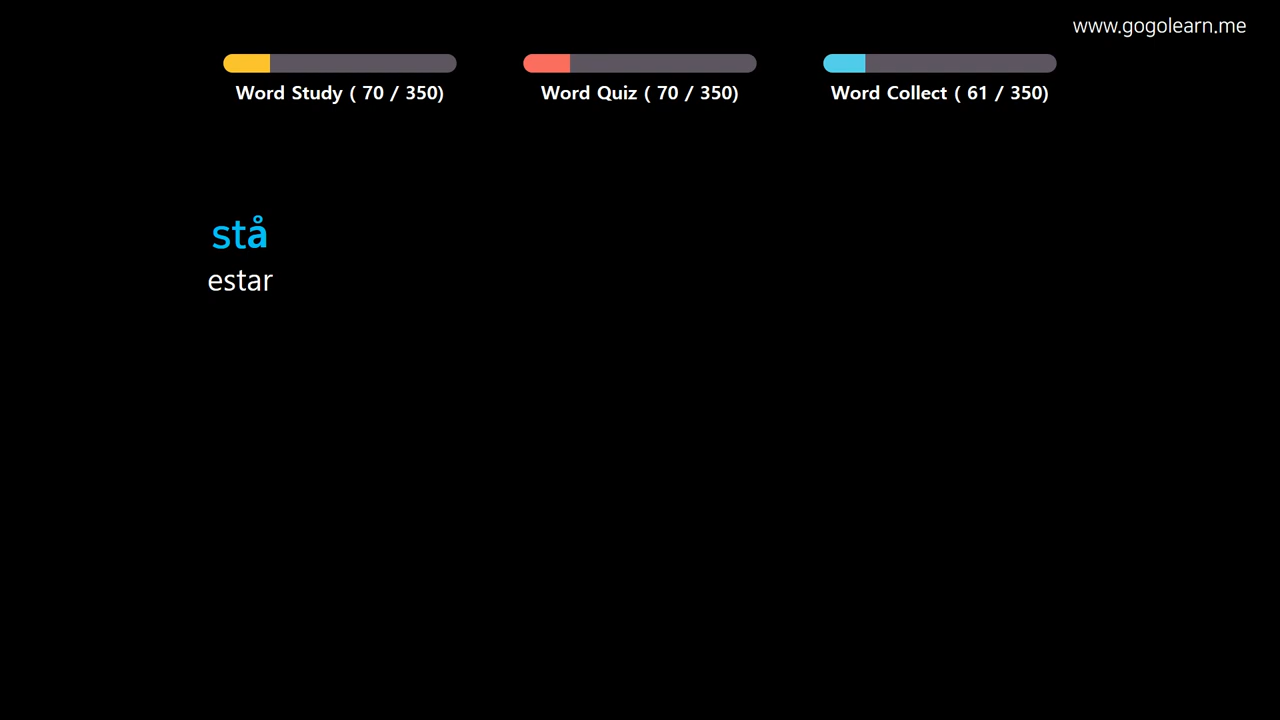 www.gogolearn.me
Word Study ( 70 / 350)
Word Quiz ( 70 / 350)
Word Collect ( 61 / 350)
stå
estar